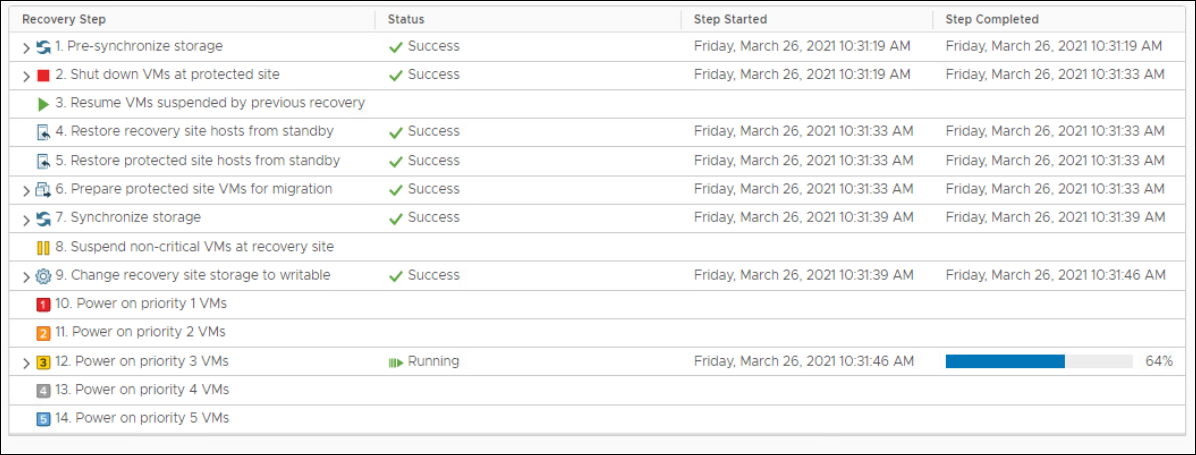 Recovery Step Status Step Started Step Completed
1. Pre-synchronize storage Success Friday, March 26, 2021 10:31:19 AM Friday, March 26, 2021 10:31:19 AM
2. Shut down VMs at protected site Success Friday, March 26, 2021 10:31:19 AM Friday, March 26, 2021 10:31:33 AM
3. Resume VMs suspended by previous recovery
4. Restore recovery site hosts from standby Success Friday, March 26, 2021 10:31:33 AM Friday, March 26, 2021 10:31:33 AM
5. Restore protected site hosts from standby Success Friday, March 26, 2021 10:31:33 AM Friday, March 26, 2021 10:31:33 AM
6. Prepare protected site VMs for migration Success Friday, March 26, 2021 10:31:33 AM Friday, March 26, 2021 10:31:39 AM
7. Synchronize storage Success Friday, March 26, 2021 10:31:39 AM Friday, March 26, 2021 10:31:39 AM
8. Suspend non-critical VMs at recovery site
9. Change recovery site storage to writable Success Friday, March 26, 2021 10:31:39 AM Friday, March 26, 2021 10:31:46 AM
1 10. Power on priority 1 VMs
2 11. Power on priority 2 VMs
3 12. Power on priority 3 VMs Running Friday, March 26, 2021 10:31:46 AM 64%
4 13. Power on priority 4 VMs
5 14. Power on priority 5 VMs